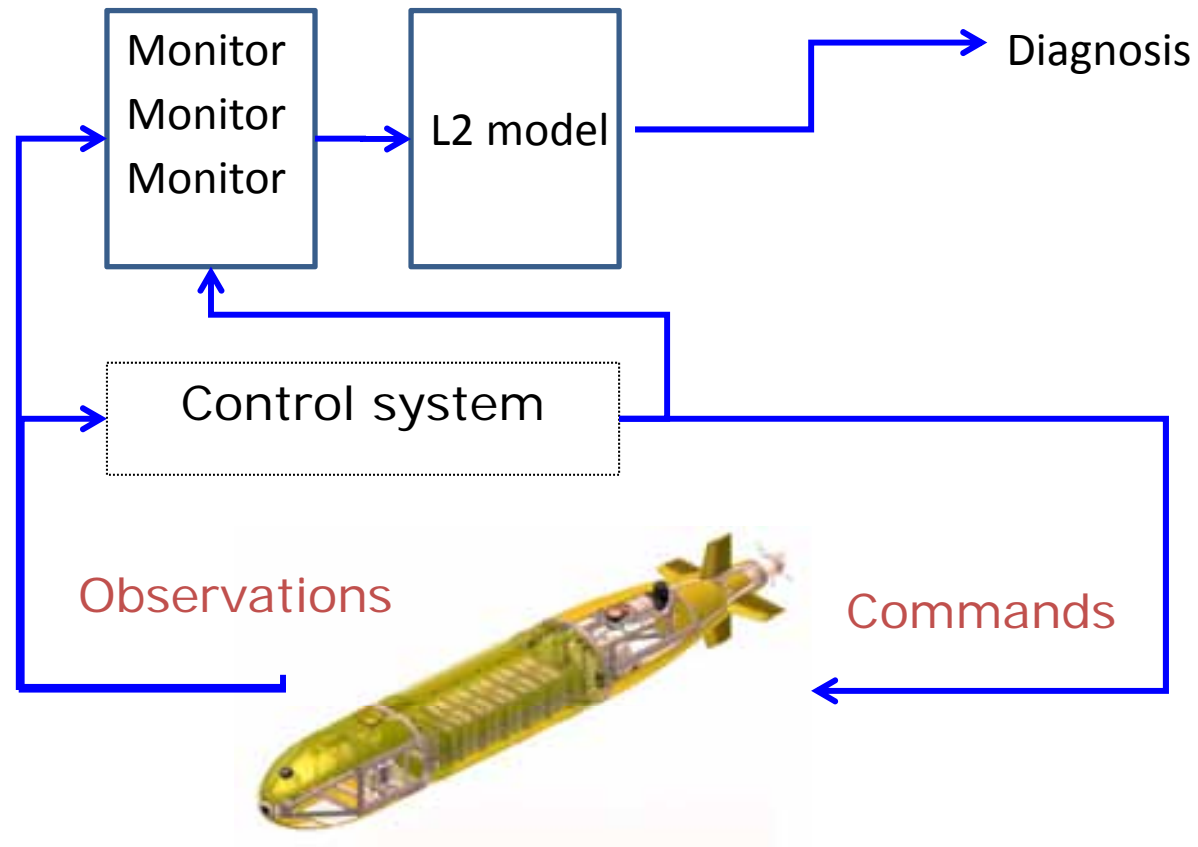 Monitor
Monitor
Monitor
L2 model
Diagnosis
Control system
Observations
Commands